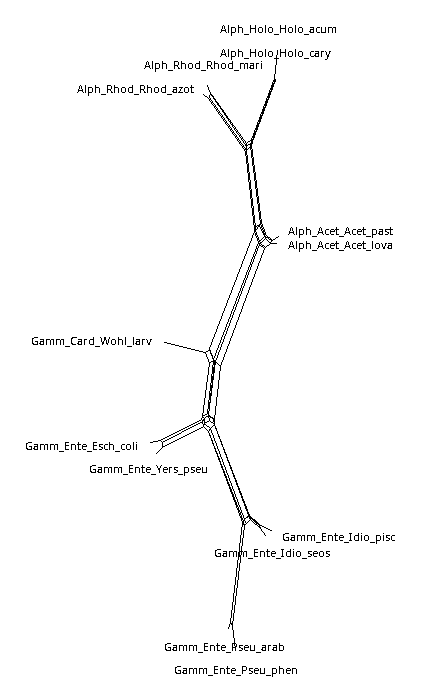 Alph_Holo_Holo_acum
Alph_Holo_Holo_cary
Alph_Rhod_Rhod_mari
Alph_Rhod_Rhod_azot
Alph_Acet_Acet_past
Alph_Acet_Acet_lova
Gamm_Card_Wohl_larv
Gamm_Ente_Esch_coli
Gamm_Ente_Yers_pseu
Gamm_Ente_Idio_pisc
Gamm_Ente_Idio_seos
Gamm_Ente_Pseu_arab
Gamm_Ente_Pseu_phen